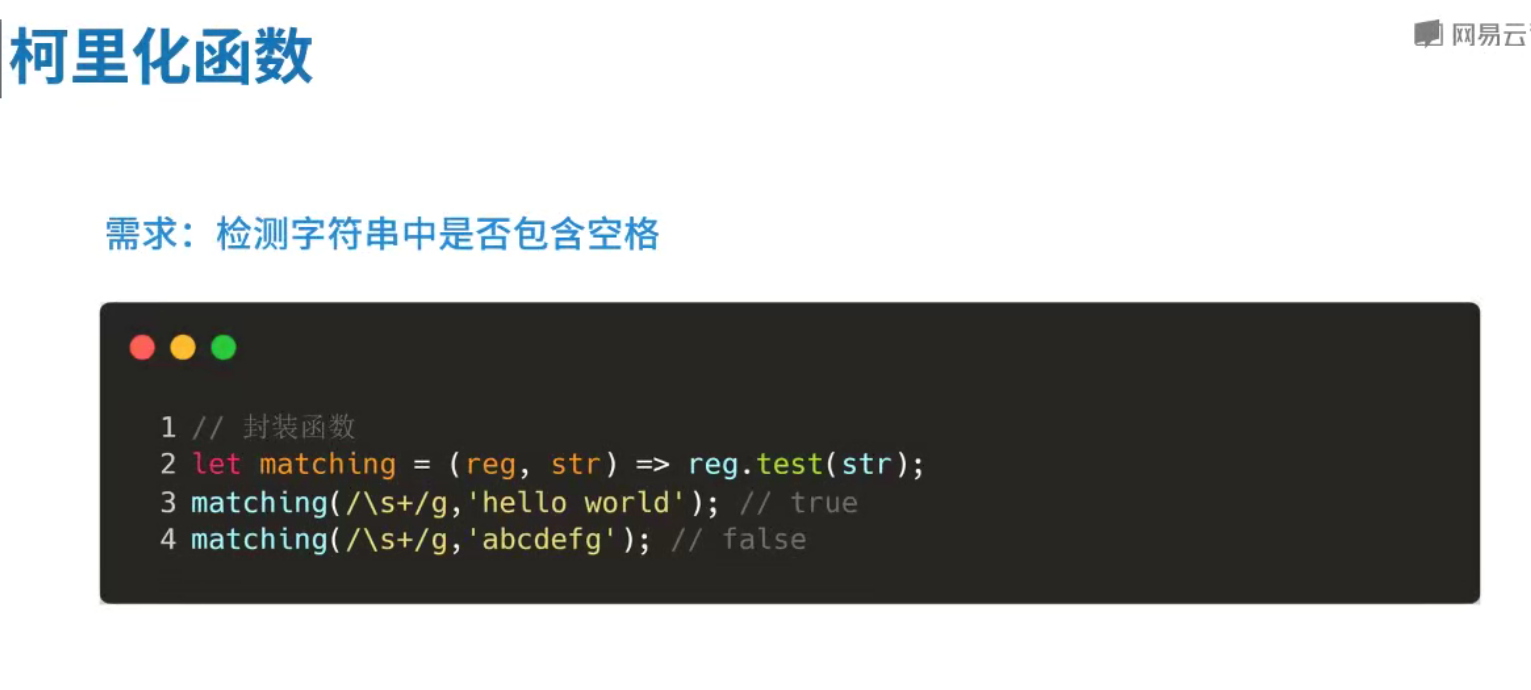 柯里化函数
网易云
需求：检测字符串中是否包含空格
1 // 封装函数
2 let matching = (reg, str) => reg.test(str);
3 matching(/\s+/g,'hello world'); // true
4 matching(/\s+/g,'abcdefg'); // false